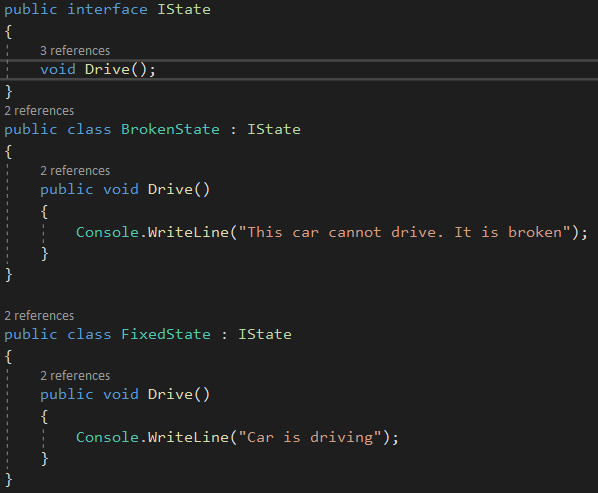 public interface IState
{
3 references
void Drive();
}
2 references
public class BrokenState : IState
{
2 references
public void Drive()
{
Console.WriteLine("This car cannot drive. It is broken");
}
}
2 references
public class FixedState : IState
{
2 references
public void Drive()
{
Console.WriteLine("Car is driving");
}
}